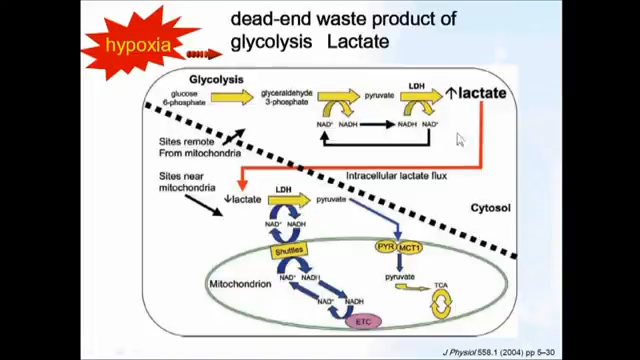 hypoxia
dead-end waste product of
glycolysis Lactate
Glycolysis
glucose
6-phosphate
glyceraldehyde
3-phosphate
pyruvate
LDH
↑lactate
NAD⁺
NADH
NADH
NAD⁺
Sites remote
From mitochondria
Intracellular lactate flux
Sites near
mitochondria
↓lactate
LDH
pyruvate
Cytosol
NAD⁺
NADH
Shuttles
PYR
MCT1
Mitochondrion
NAD⁺
NADH
pyruvate
TCA
NAD⁺
NADH
ETC
J Physiol 558.1 (2004) pp 5–30